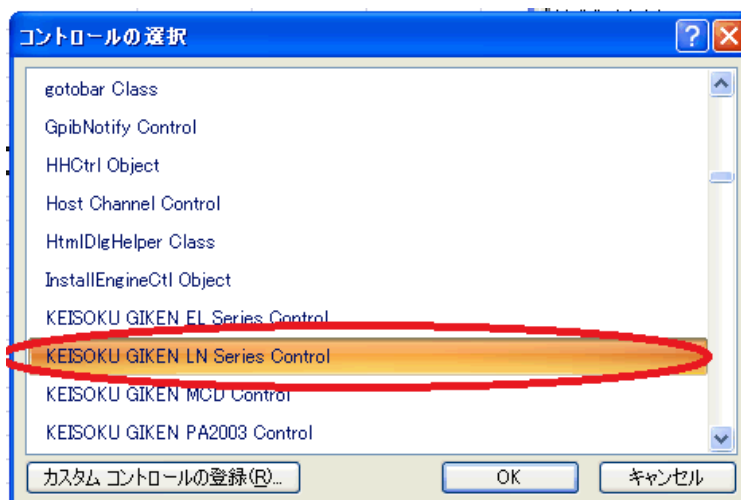 コントロールの選択
gotobar Class
GpibNotify Control
HHCtrl Object
Host Channel Control
HtmlDlgHelper Class
InstallEngineCtl Object
KEISOKU GIKEN EL Series Control
KEISOKU GIKEN LN Series Control
KEISOKU GIKEN MCD Control
KEISOKU GIKEN PA2003 Control
カスタム コントロールの登録(R)...
OK
キャンセル